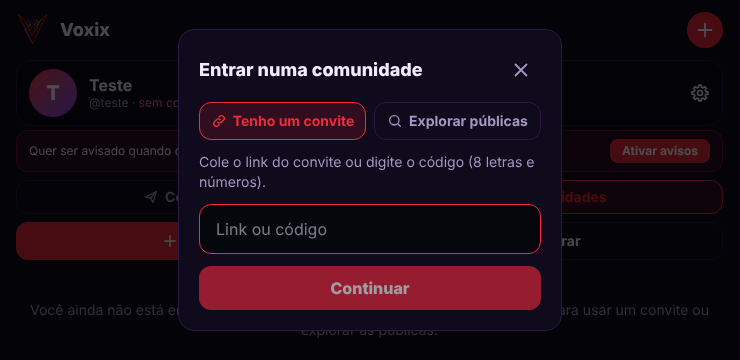 Voxix
Entrar numa comunidade
T
Teste
@teste · sem co
Tenho um convite
Explorar públicas
Quer ser avisado quando
Ativar avisos
Cole o link do convite ou digite o código (8 letras e
números).
Link ou código
Continuar
Você ainda não está
para usar um convite ou
explorar as públicas.